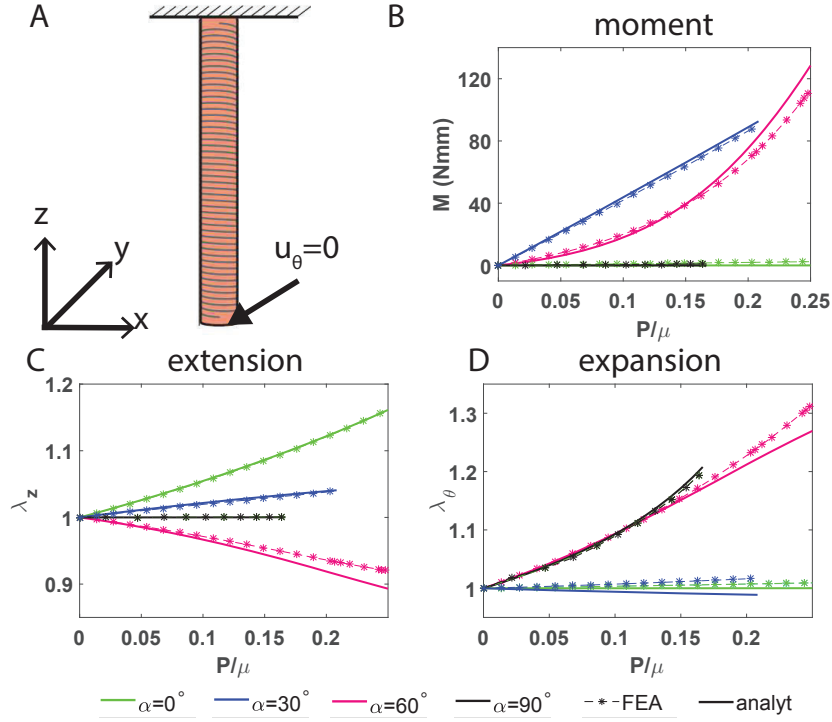 A
z
y
x
u_θ=0
B
moment
M (Nmm)
120
80
40
0
0 0.05 0.1 0.15 0.2 0.25
P/μ
C
extension
λ_z
1.2
1.1
1
0.9
0 0.05 0.1 0.15 0.2
P/μ
D
expansion
λ_θ
1.3
1.2
1.1
1
0 0.05 0.1 0.15 0.2
P/μ
α=0° α=30° α=60° α=90° FEA analyt